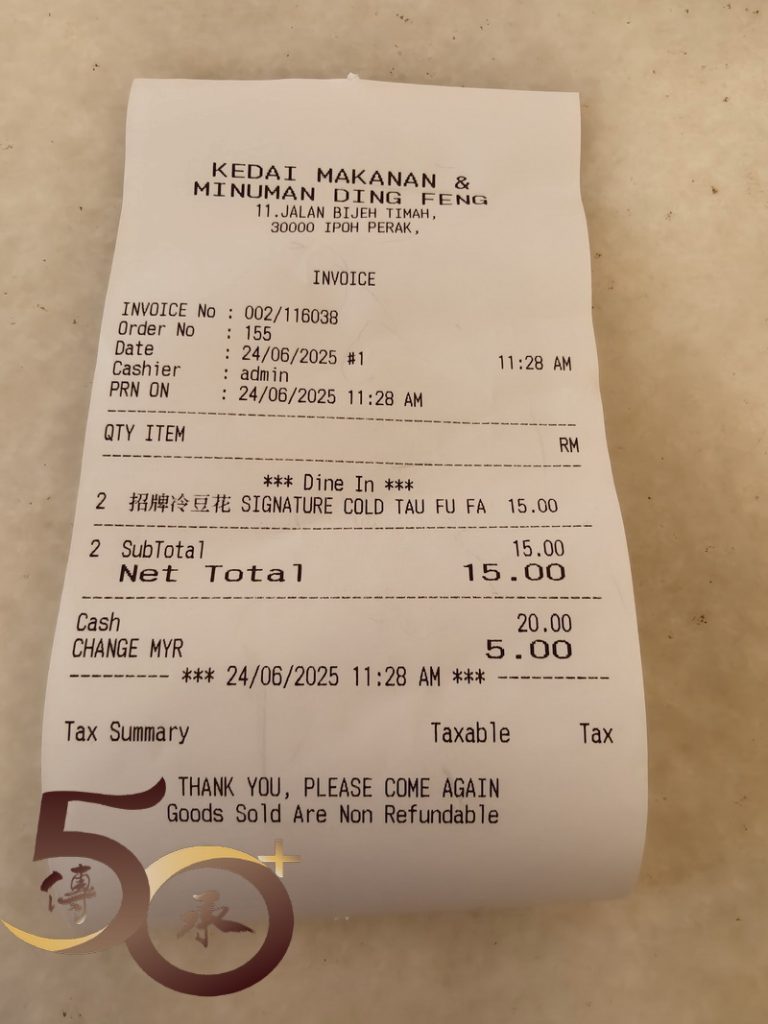 KEDAI MAKANAN &
MINUMAN DING FENG
11.JALAN BIJEH TIMAH,
30000 IPOH PERAK,
INVOICE
INVOICE No : 002/116038
Order No : 155
Date : 24/06/2025 #1 11:28 AM
Cashier : admin
PRN ON : 24/06/2025 11:28 AM
QTY ITEM RM
*** Dine In ***
2 招牌冷豆花 SIGNATURE COLD TAU FU FA 15.00
2 SubTotal 15.00
Net Total 15.00
Cash 20.00
CHANGE MYR 5.00
--------- *** 24/06/2025 11:28 AM *** ----------
Tax Summary Taxable Tax
THANK YOU, PLEASE COME AGAIN
Goods Sold Are Non Refundable
50+
傳承